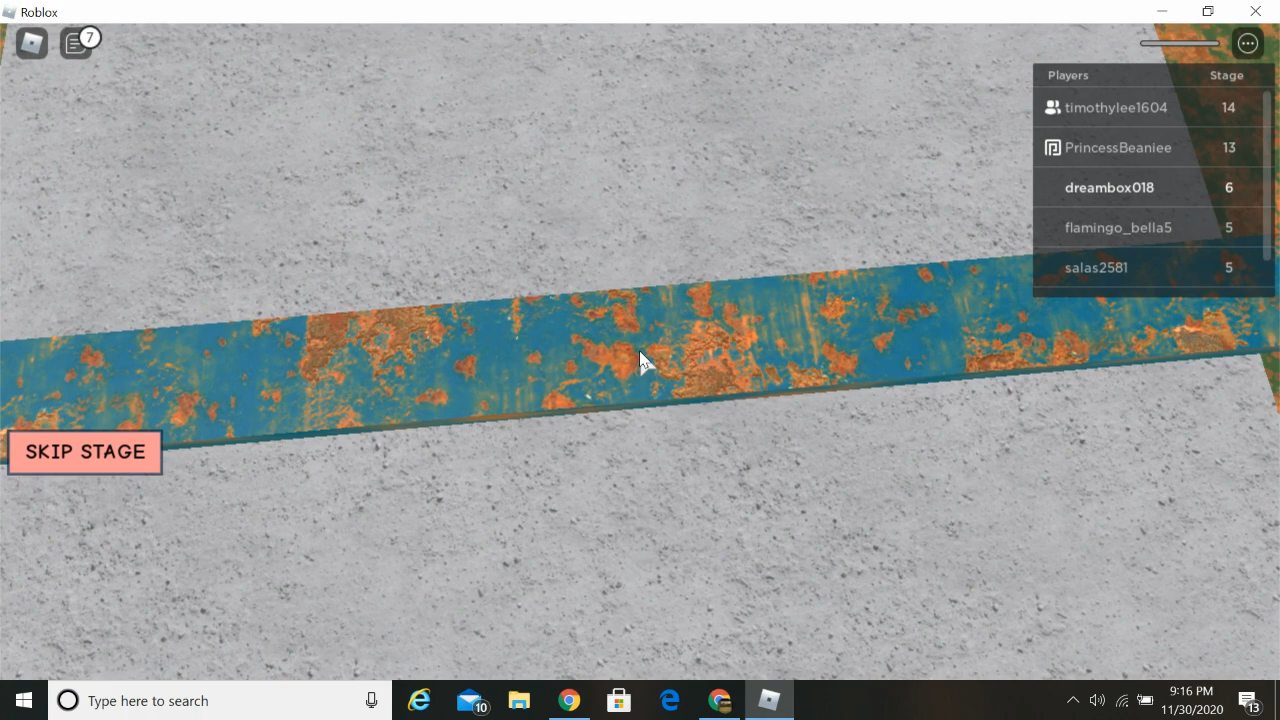 Roblox
7
Players Stage
timothylee1604 14
PrincessBeaniee 13
dreambox018 6
flamingo_bella5 5
salas2581 5
SKIP STAGE
Type here to search
10
9:16 PM
11/30/2020
13